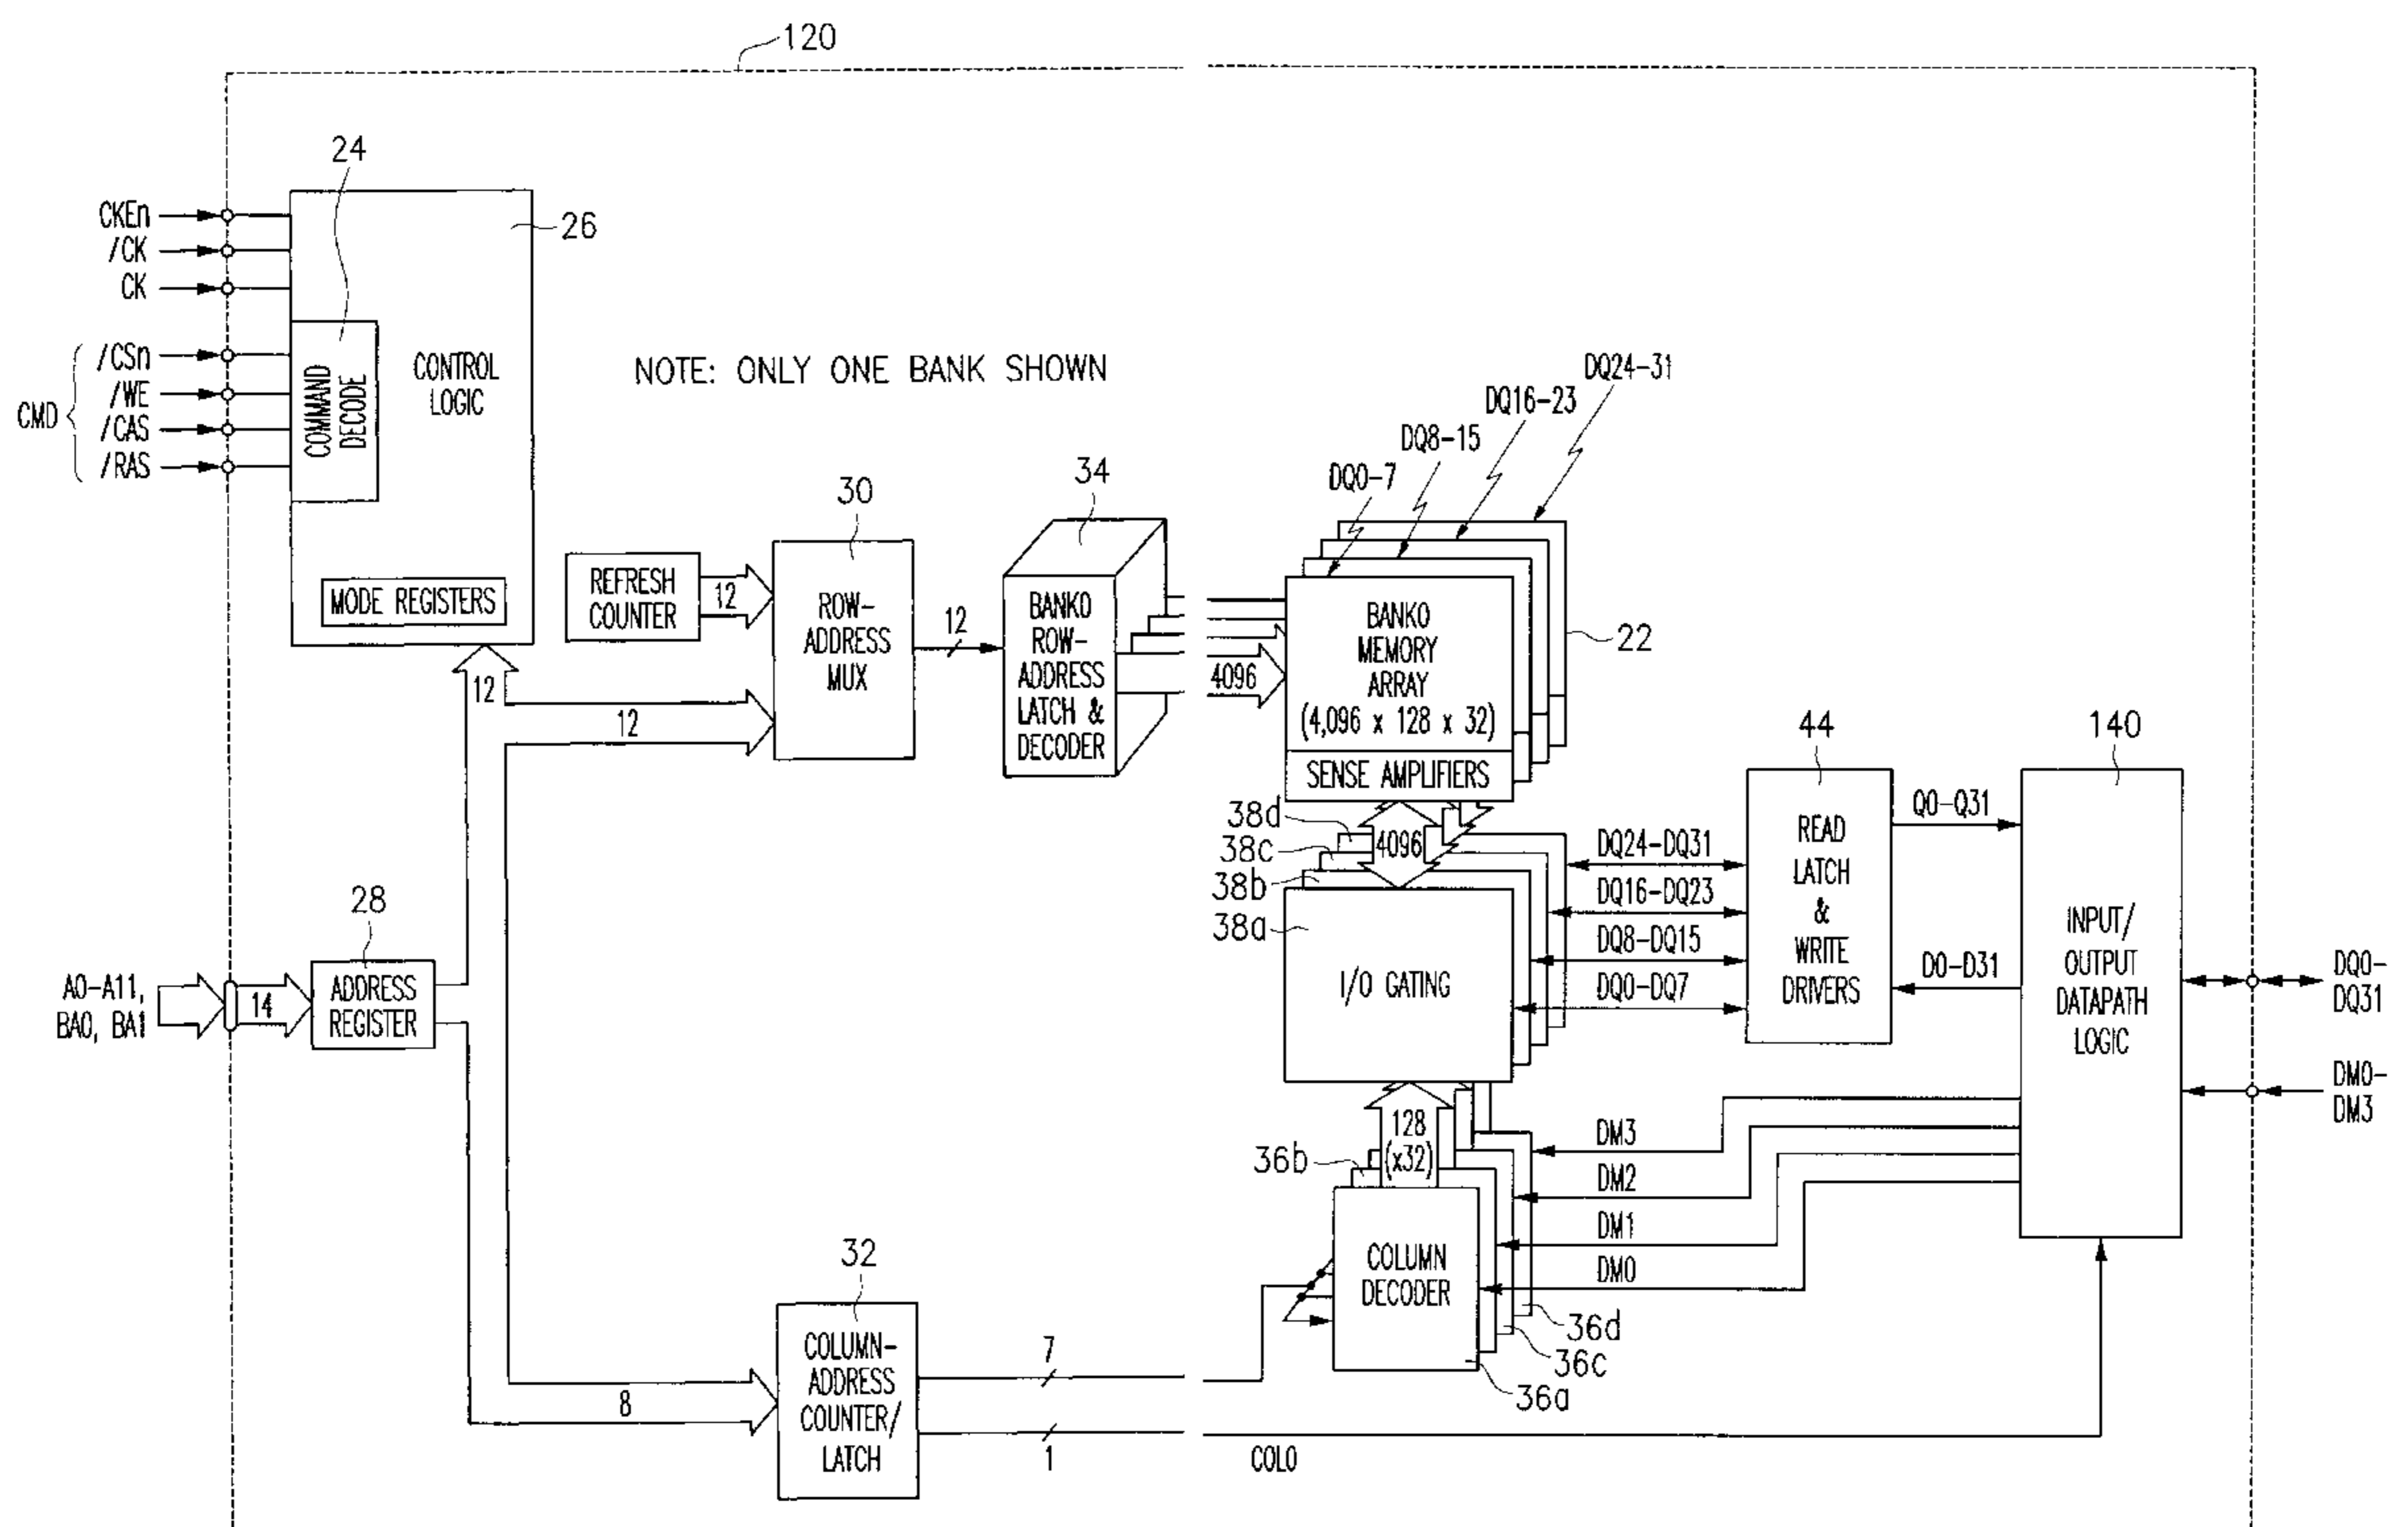 120
24
CKEn
/CK
CK
26
CMD
/CSn
/WE
/CAS
/RAS
COMMAND
DECODE
CONTROL
LOGIC
MODE REGISTERS
NOTE: ONLY ONE BANK SHOWN
DQ24-31
DQ16-23
DQ8-15
DQ0-7
30
34
REFRESH
COUNTER
12
ROW-
ADDRESS
MUX
12
BANKO
ROW-
ADDRESS
LATCH &
DECODER
4096
BANKO
MEMORY
ARRAY
(4,096 x 128 x 32)
SENSE AMPLIFIERS
22
12
12
38d
38c
38b
38a
4096
I/O GATING
DQ24-DQ31
DQ16-DQ23
DQ8-DQ15
DQ0-DQ7
44
READ
LATCH
&
WRITE
DRIVERS
Q0-Q31
D0-D31
140
INPUT/
OUTPUT
DATAPATH
LOGIC
DQ0-
DQ31
DM0-
DM3
28
A0-A11,
BA0, BA1
14
ADDRESS
REGISTER
128
(x32)
36b
COLUMN
DECODER
DM3
DM2
DM1
DM0
36d
36c
36a
32
8
COLUMN-
ADDRESS
COUNTER/
LATCH
7
1
COLO